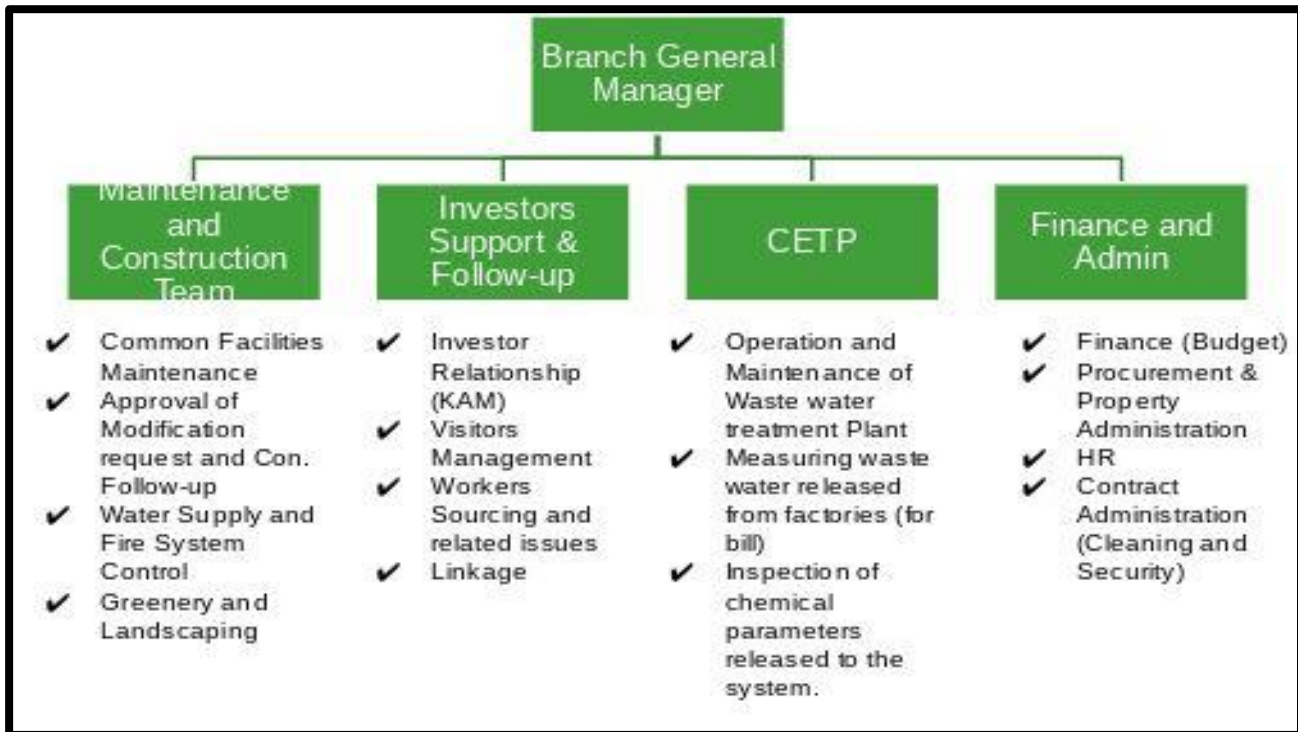 Branch General
Manager
Maintenance
and
Construction
Team
Investors
Support &
Follow-up
CETP
Finance and
Admin
✔ Common Facilities
Maintenance
✔ Approval of
Modification
request and Con.
Follow-up
✔ Water Supply and
Fire System
Control
✔ Greenery and
Landscaping
✔ Investor
Relationship
(KAM)
✔ Visitors
Management
✔ Workers
Sourcing and
related issues
✔ Linkage
✔ Operation and
Maintenance of
Waste water
treatment Plant
✔ Measuring waste
water released
from factories (for
bill)
✔ Inspection of
chemical
parameters
released to the
system.
✔ Finance (Budget)
✔ Procurement &
Property
Administration
✔ HR
✔ Contract
Administration
(Cleaning and
Security)